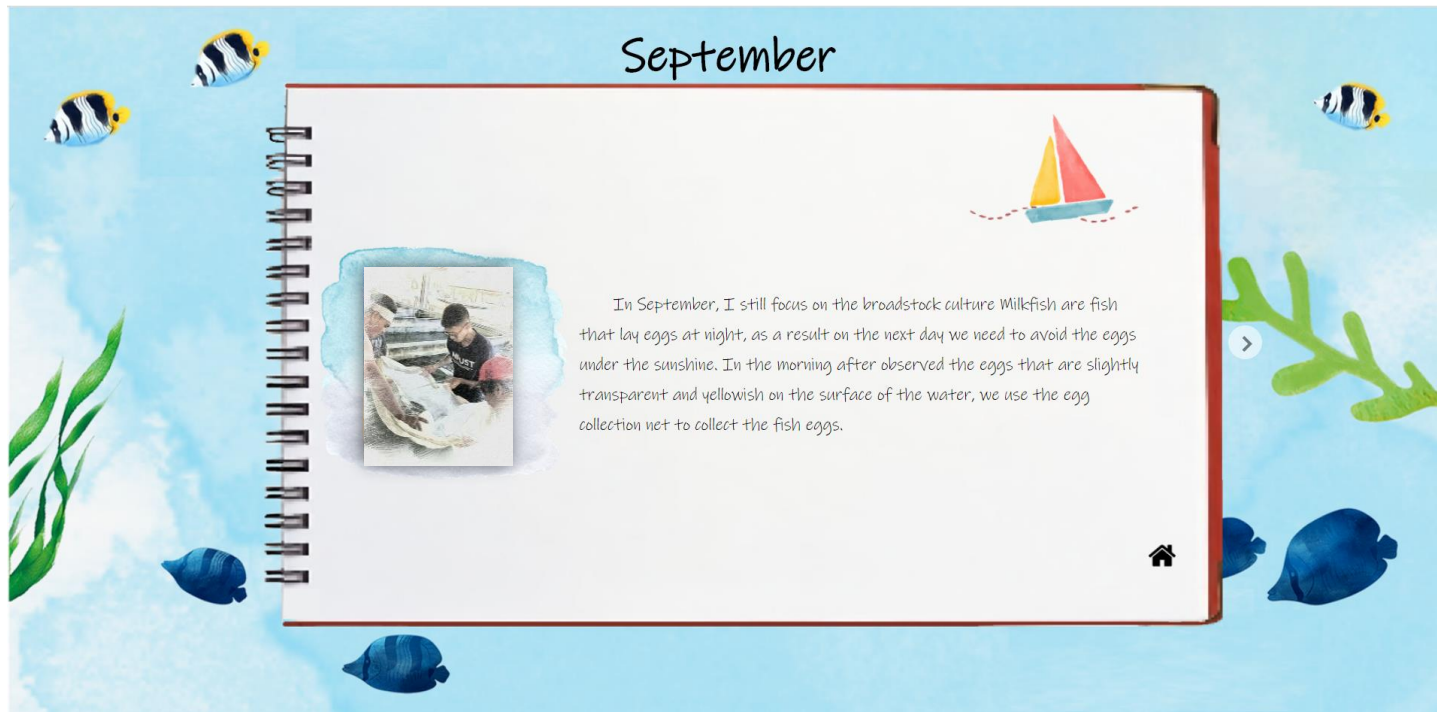 September
In September, I still focus on the broadstock culture Milkfish are fish
that lay eggs at night, as a result on the next day we need to avoid the eggs
under the sunshine. In the morning after observed the eggs that are slightly
transparent and yellowish on the surface of the water, we use the egg
collection net to collect the fish eggs.